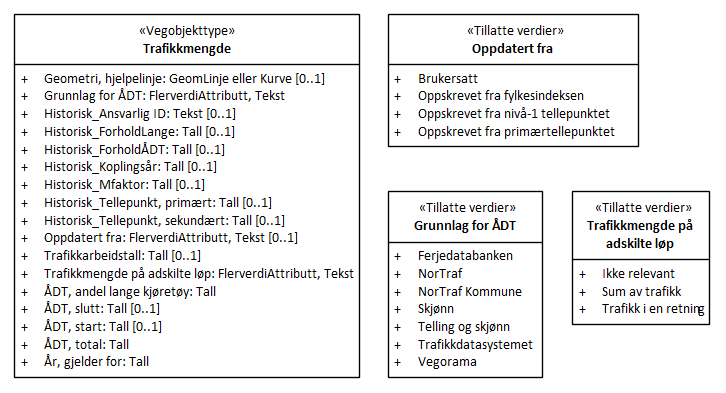 «Vegobjekttype»
Trafikkmengde
+ Geometri, hjelpelinje: GeomLinje eller Kurve [0..1]
+ Grunnlag for ÅDT: FlerverdiAttributt, Tekst
+ Historisk_Ansvarlig ID: Tekst [0..1]
+ Historisk_ForholdLange: Tall [0..1]
+ Historisk_ForholdÅDT: Tall [0..1]
+ Historisk_Koplingsår: Tall [0..1]
+ Historisk_Mfaktor: Tall [0..1]
+ Historisk_Tellepunkt, primært: Tall [0..1]
+ Historisk_Tellepunkt, sekundært: Tall [0..1]
+ Oppdatert fra: FlerverdiAttributt, Tekst [0..1]
+ Trafikkarbeidstall: Tall [0..1]
+ Trafikkmengde på adskilte løp: FlerverdiAttributt, Tekst
+ ÅDT, andel lange kjøretøy: Tall
+ ÅDT, slutt: Tall [0..1]
+ ÅDT, start: Tall [0..1]
+ ÅDT, total: Tall
+ År, gjelder for: Tall
«Tillatte verdier»
Oppdatert fra
+ Brukersatt
+ Oppskrevet fra fylkesindeksen
+ Oppskrevet fra nivå-1 tellepunktet
+ Oppskrevet fra primærtellepunktet
«Tillatte verdier»
Grunnlag for ÅDT
+ Ferjedatabanken
+ NorTraf
+ NorTraf Kommune
+ Skjønn
+ Telling og skjønn
+ Trafikkdatasystemet
+ Vegorama
«Tillatte verdier»
Trafikkmengde på
adskilte løp
+ Ikke relevant
+ Sum av trafikk
+ Trafikk i en retning